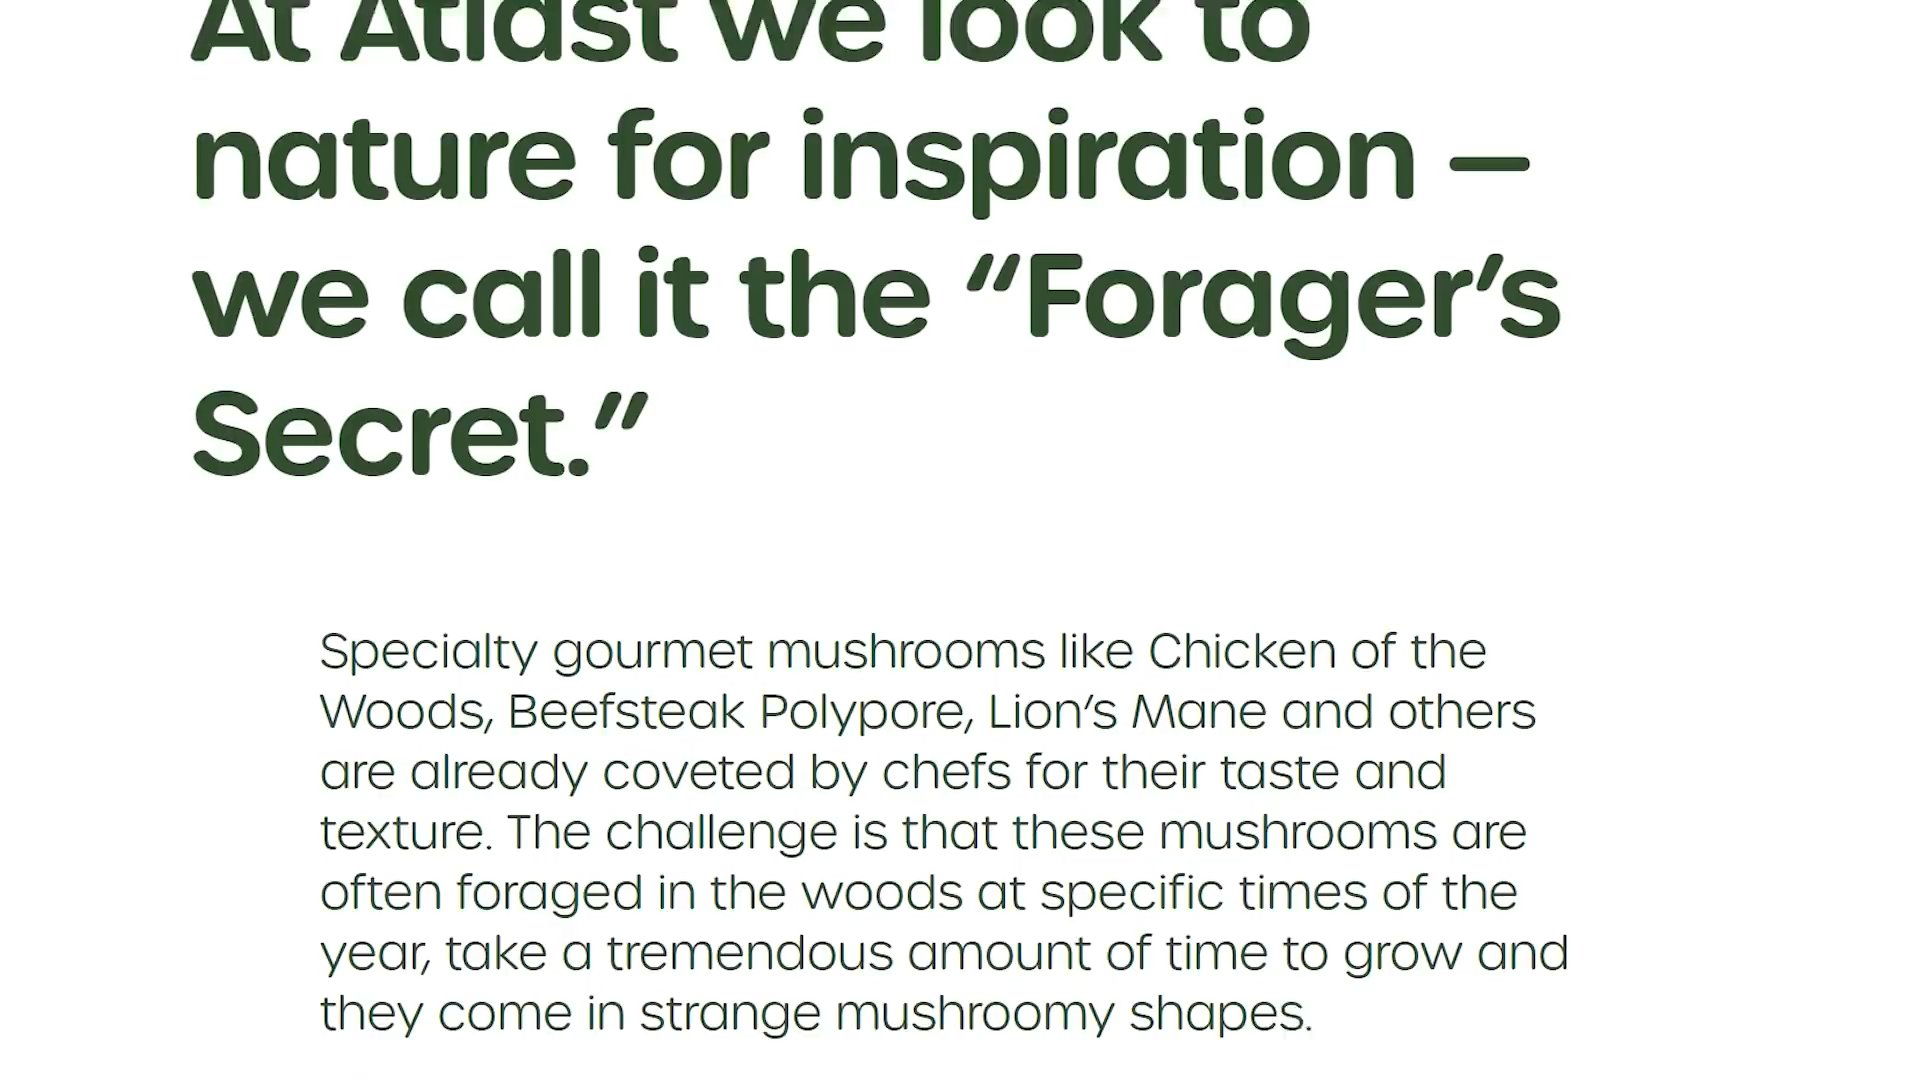 At Atlast we look to
nature for inspiration —
we call it the “Forager’s
Secret.”
Specialty gourmet mushrooms like Chicken of the
Woods, Beefsteak Polypore, Lion’s Mane and others
are already coveted by chefs for their taste and
texture. The challenge is that these mushrooms are
often foraged in the woods at specific times of the
year, take a tremendous amount of time to grow and
they come in strange mushroomy shapes.